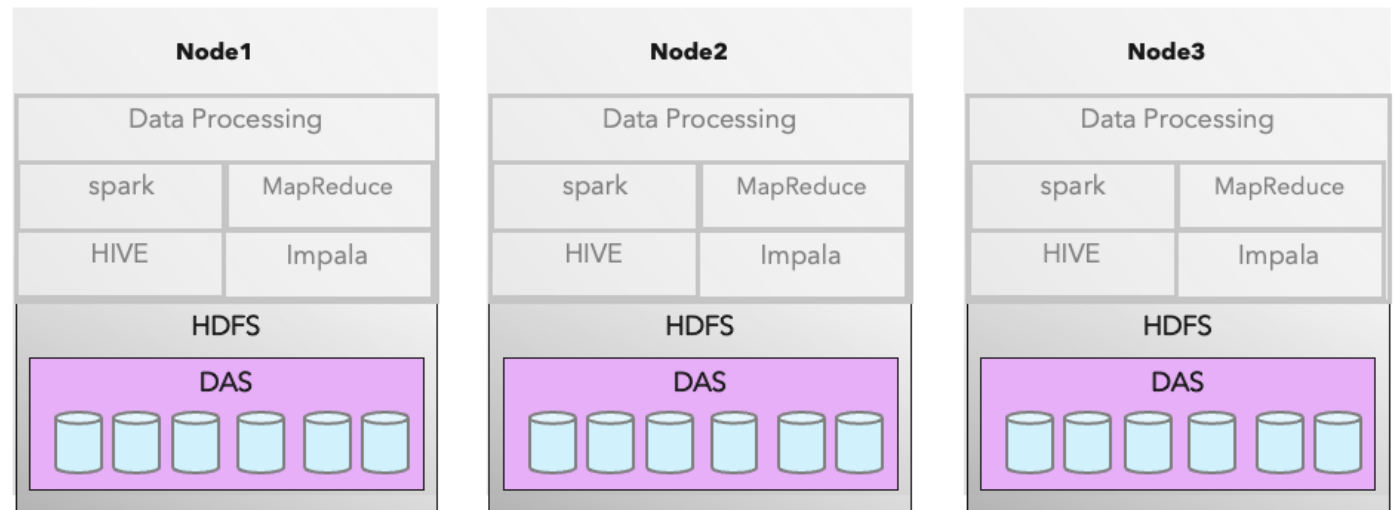 Node1 Node2 Node3
Data Processing Data Processing Data Processing
spark MapReduce spark MapReduce spark MapReduce
HIVE Impala HIVE Impala HIVE Impala
HDFS HDFS HDFS
DAS DAS DAS